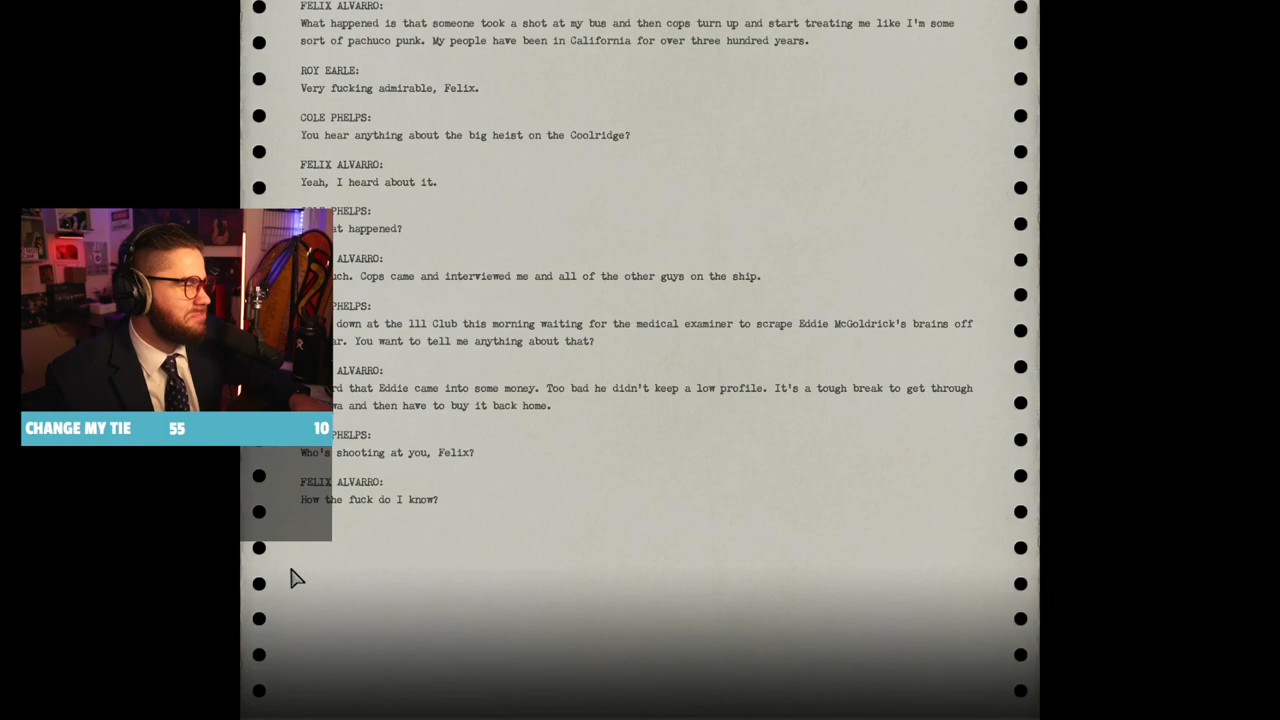 FELIX ALVARRO:
What happened is that someone took a shot at my bus and then cops turn up and start treating me like I'm some
sort of pachuco punk. My people have been in California for over three hundred years.
ROY EARLE:
Very fucking admirable, Felix.
COLE PHELPS:
You hear anything about the big heist on the Coolridge?
FELIX ALVARRO:
Yeah, I heard about it.
PHELPS:
happened?
ALVARRO:
Cops came and interviewed me and all of the other guys on the ship.
PHELPS:
down at the 111 Club this morning waiting for the medical examiner to scrape Eddie McGoldrick's brains off
You want to tell me anything about that?
ALVARRO:
that Eddie came into some money. Too bad he didn't keep a low profile. It's a tough break to get through
and then have to buy it back home.
PHELPS:
Who's shooting at you, Felix?
FELIX ALVARRO:
How the fuck do I know?
CHANGE MY TIE 55 10